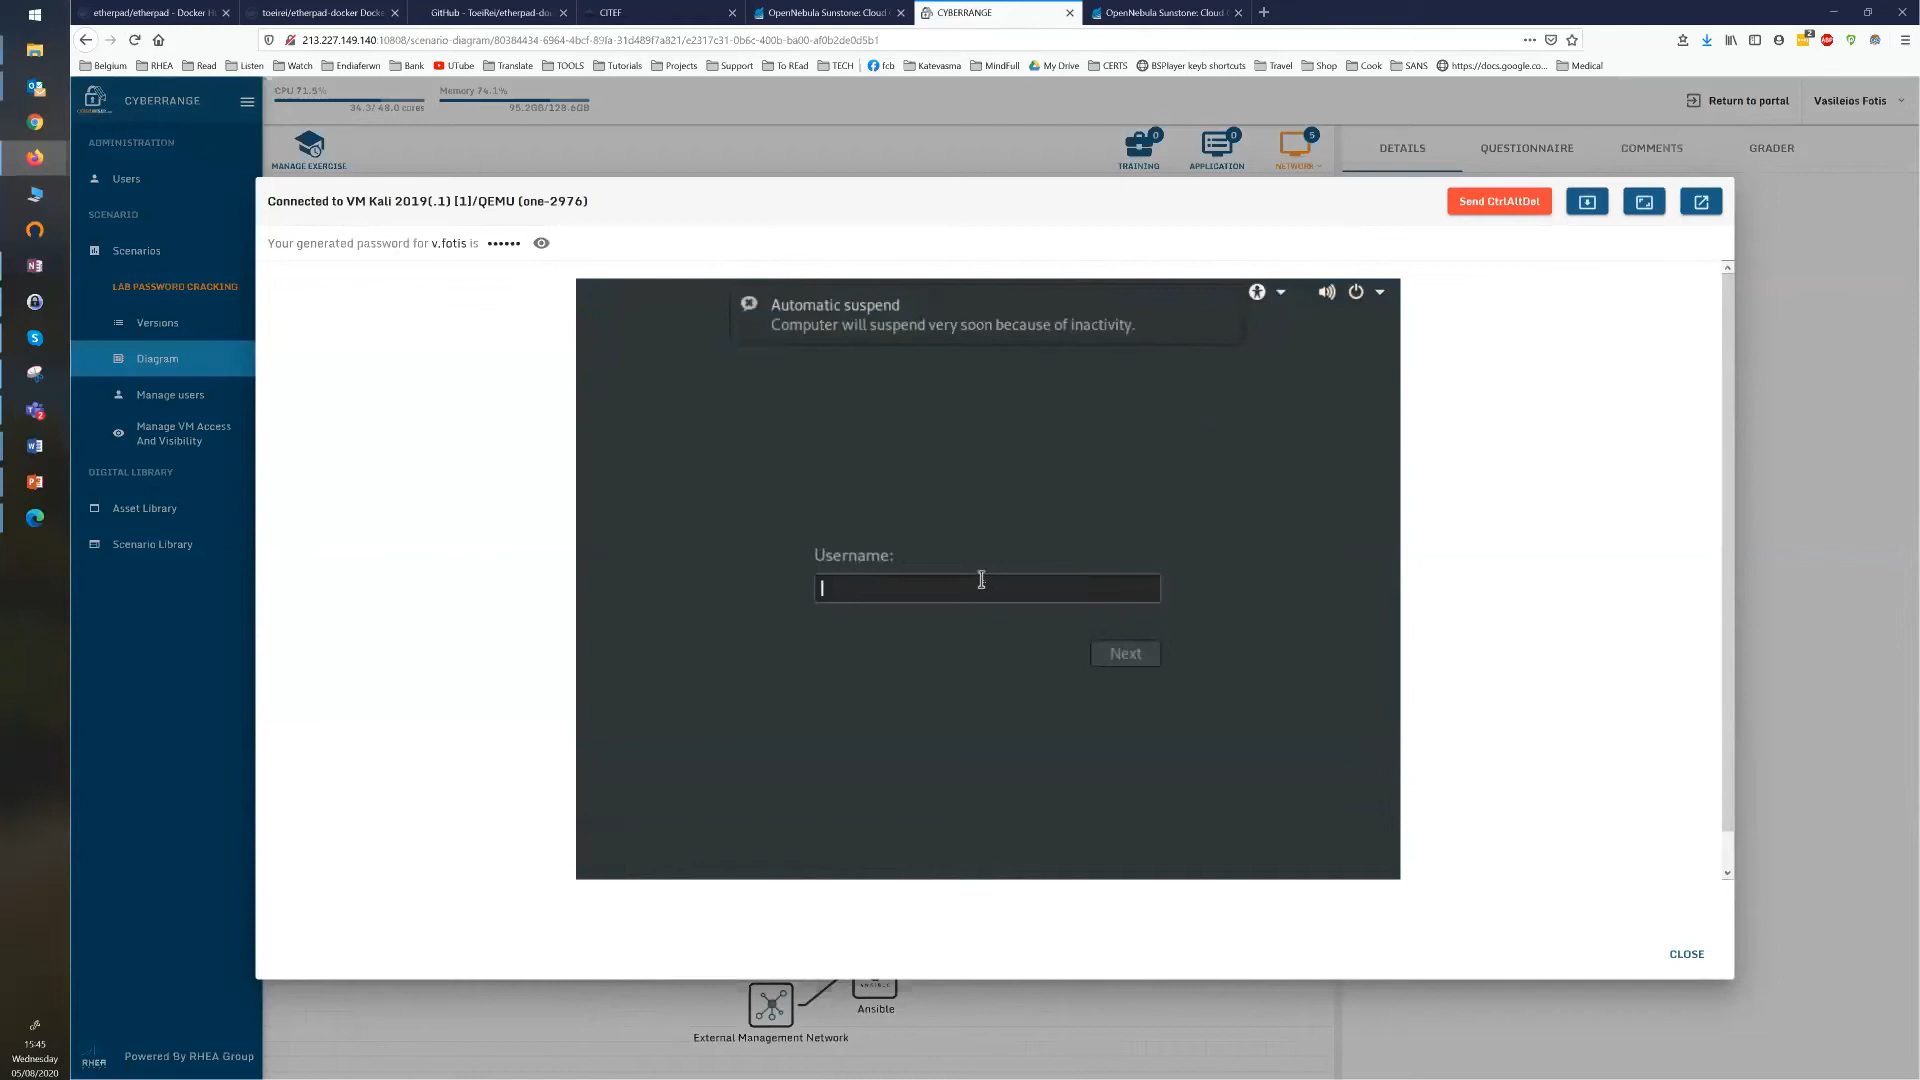 etherpad/etherpad - Docker H
toeirei/etherpad-docker Docke
GitHub - ToeiRei/etherpad-do
CITEF
OpenNebula Sunstone: Cloud
CYBERRANGE
OpenNebula Sunstone: Cloud
213.227.149.140:10808/scenario-diagram/80384434-6964-4bcf-89fa-31d489f7a821/e2317c31-0b6c-400b-ba00-af0b2de0d5b1
Belgium
RHEA
Read
Listen
Watch
Endiaferwn
Bank
UTube
Translate
TOOLS
Tutorials
Projects
Support
To REad
TECH
fcb
Katevasma
MindFull
My Drive
CERTS
BSPlayer keyb shortcuts
Travel
Shop
Cook
SANS
https://docs.google.co...
Medical
CYBERRANGE
CPU 71.5%
34.3/ 48.0 cores
Memory 74.1%
95.2GB/128.6GB
Return to portal
Vasileios Fotis
ADMINISTRATION
Users
SCENARIO
Scenarios
LAB PASSWORD CRACKING
Versions
Diagram
Manage users
Manage VM Access
And Visibility
DIGITAL LIBRARY
Asset Library
Scenario Library
MANAGE EXERCISE
0
TRAINING
0
APPLICATION
5
NETWORK
DETAILS
QUESTIONNAIRE
COMMENTS
GRADER
Connected to VM Kali 2019(.1) [1]/QEMU (one-2976)
Send CtrlAltDel
Your generated password for v.fotis is ••••••
Automatic suspend
Computer will suspend very soon because of inactivity.
Username:
Next
CLOSE
ANSIBLE
Ansible
External Management Network
RHEA
Powered By RHEA Group
15:45
Wednesday
05/08/2020